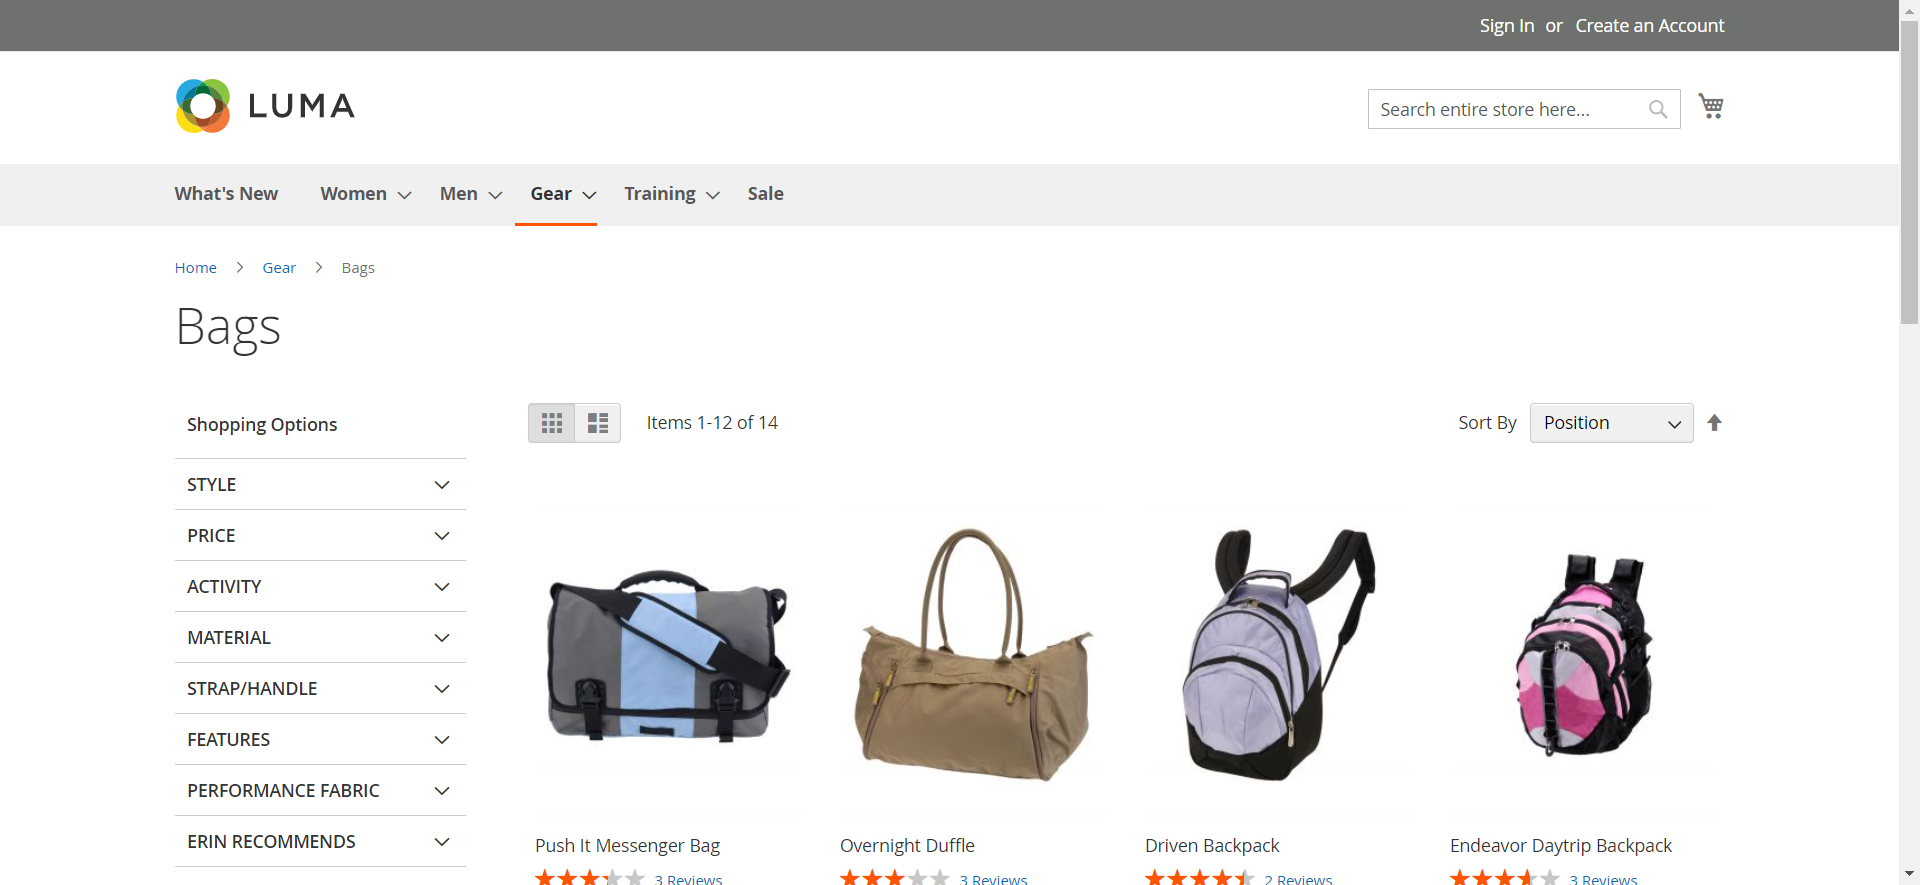 Sign In or Create an Account
LUMA
Search entire store here...
What's New Women Men Gear Training Sale
Home Gear Bags
Bags
Shopping Options
Items 1-12 of 14
Sort By Position
STYLE
PRICE
ACTIVITY
MATERIAL
STRAP/HANDLE
FEATURES
PERFORMANCE FABRIC
ERIN RECOMMENDS
Push It Messenger Bag
3 Reviews
Overnight Duffle
3 Reviews
Driven Backpack
2 Reviews
Endeavor Daytrip Backpack
3 Reviews